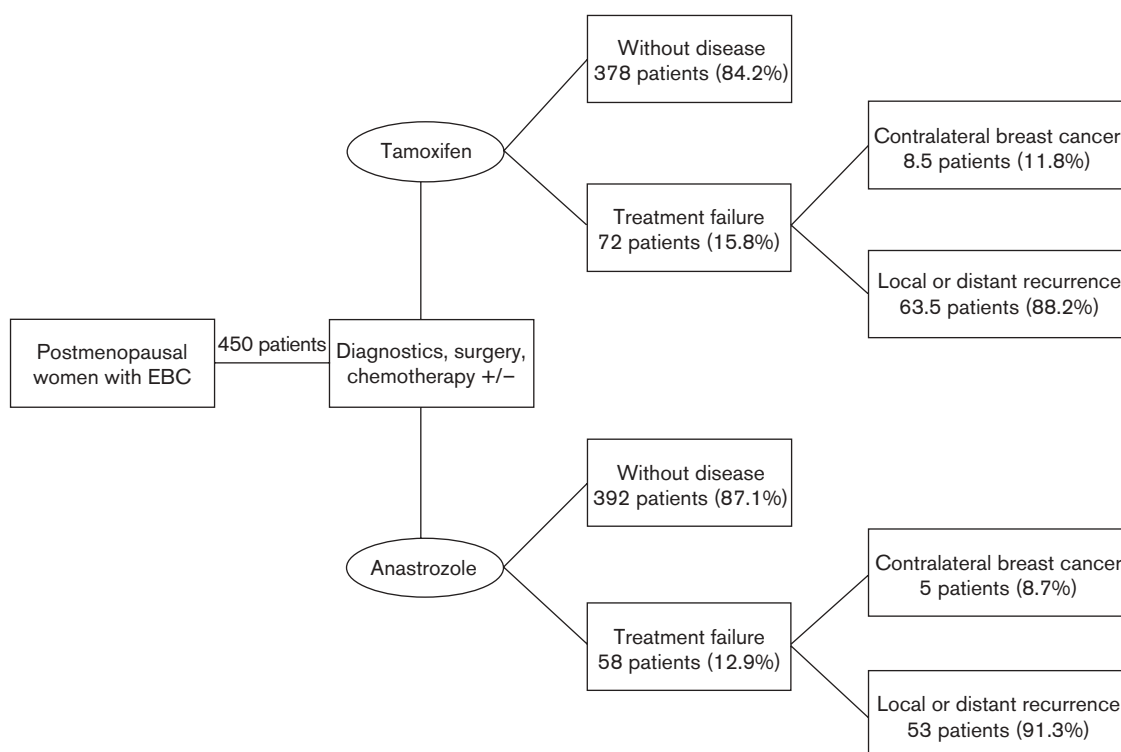 Without disease
378 patients (84.2%)
Tamoxifen
Contralateral breast cancer
8.5 patients (11.8%)
Treatment failure
72 patients (15.8%)
Local or distant recurrence
63.5 patients (88.2%)
Postmenopausal
women with EBC
450 patients
Diagnostics, surgery,
chemotherapy +/−
Without disease
392 patients (87.1%)
Anastrozole
Contralateral breast cancer
5 patients (8.7%)
Treatment failure
58 patients (12.9%)
Local or distant recurrence
53 patients (91.3%)